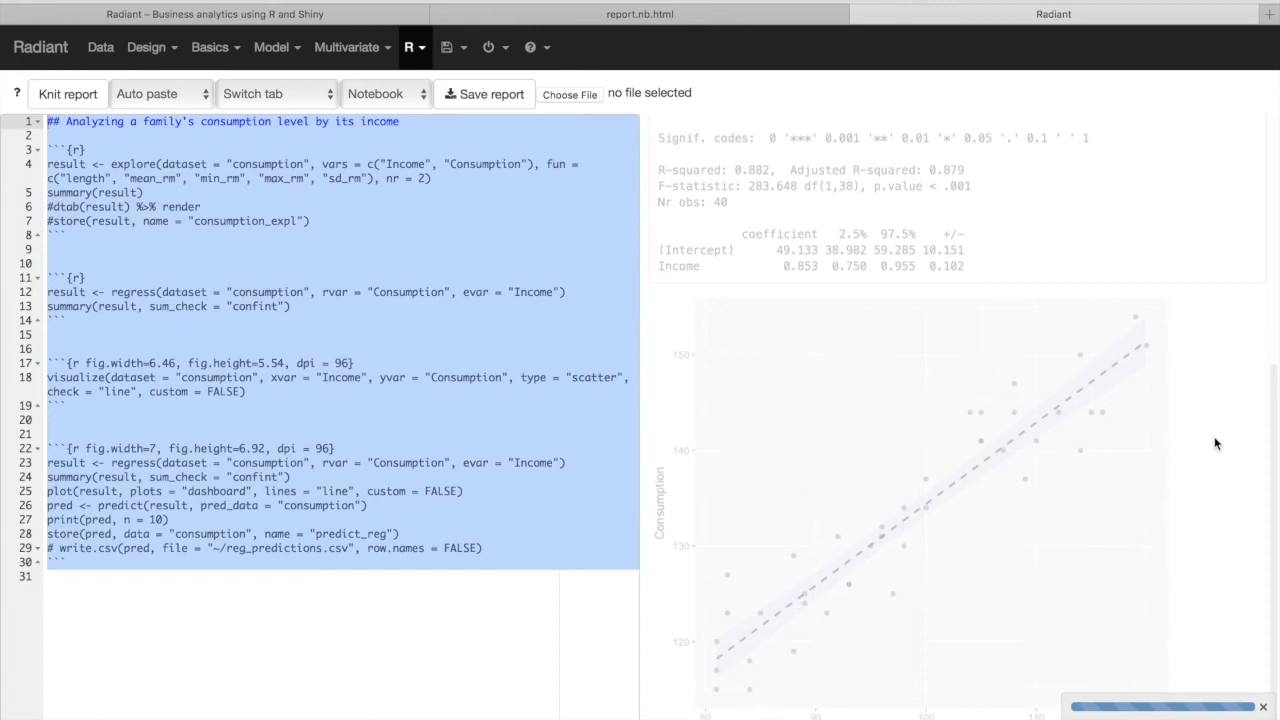 Radiant – Business analytics using R and Shiny
report.nb.html
Radiant
Radiant Data Design Basics Model Multivariate R
? Knit report Auto paste Switch tab Notebook Save report Choose File no file selected
1 ## Analyzing a family's consumption level by its income
2
3 ```{r}
4 result <- explore(dataset = "consumption", vars = c("Income", "Consumption"), fun =
c("length", "mean_rm", "min_rm", "max_rm", "sd_rm"), nr = 2)
5 summary(result)
6 #dtab(result) %>% render
7 #store(result, name = "consumption_expl")
8 ```
9
10
11 ```{r}
12 result <- regress(dataset = "consumption", rvar = "Consumption", evar = "Income")
13 summary(result, sum_check = "confint")
14 ```
15
16
17 ```{r fig.width=6.46, fig.height=5.54, dpi = 96}
18 visualize(dataset = "consumption", xvar = "Income", yvar = "Consumption", type = "scatter",
check = "line", custom = FALSE)
19 ```
20
21
22 ```{r fig.width=7, fig.height=6.92, dpi = 96}
23 result <- regress(dataset = "consumption", rvar = "Consumption", evar = "Income")
24 summary(result, sum_check = "confint")
25 plot(result, plots = "dashboard", lines = "line", custom = FALSE)
26 pred <- predict(result, pred_data = "consumption")
27 print(pred, n = 10)
28 store(pred, data = "consumption", name = "predict_reg")
29 # write.csv(pred, file = "~/reg_predictions.csv", row.names = FALSE)
30 ```
31
Signif. codes: 0 '***' 0.001 '**' 0.01 '*' 0.05 '.' 0.1 ' ' 1
R-squared: 0.882, Adjusted R-squared: 0.879
F-statistic: 283.648 df(1,38), p.value < .001
Nr obs: 40
coefficient 2.5% 97.5% +/-
(Intercept) 49.133 38.982 59.285 10.151
Income 0.853 0.750 0.955 0.102
150
140
Consumption
130
120
80 90 100 110